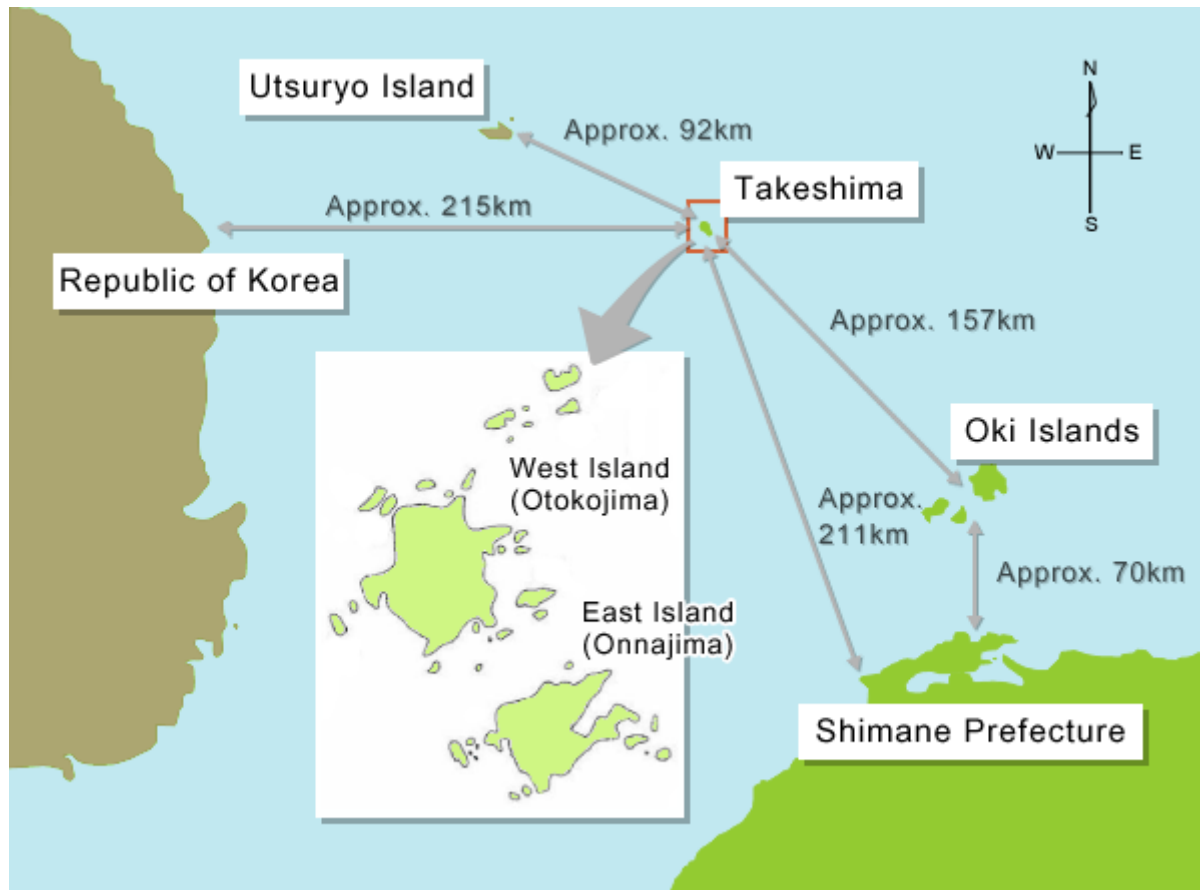 Utsuryo Island
N
Approx. 92km
W E
Takeshima
Approx. 215km
S
Republic of Korea
Approx. 157km
Oki Islands
West Island
(Otokojima)
Approx.
211km
Approx. 70km
East Island
(Onnajima)
Shimane Prefecture